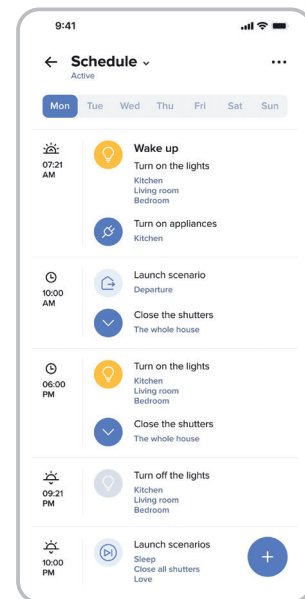 9:41
Schedule
Active
Mon Tue Wed Thu Fri Sat Sun
07:21
AM
Wake up
Turn on the lights
Kitchen
Living room
Bedroom
Turn on appliances
Kitchen
10:00
AM
Launch scenario
Departure
Close the shutters
The whole house
06:00
PM
Turn on the lights
Kitchen
Living room
Bedroom
Close the shutters
The whole house
09:21
PM
Turn off the lights
Kitchen
Living room
Bedroom
10:00
PM
Launch scenarios
Sleep
Close all shutters
Love